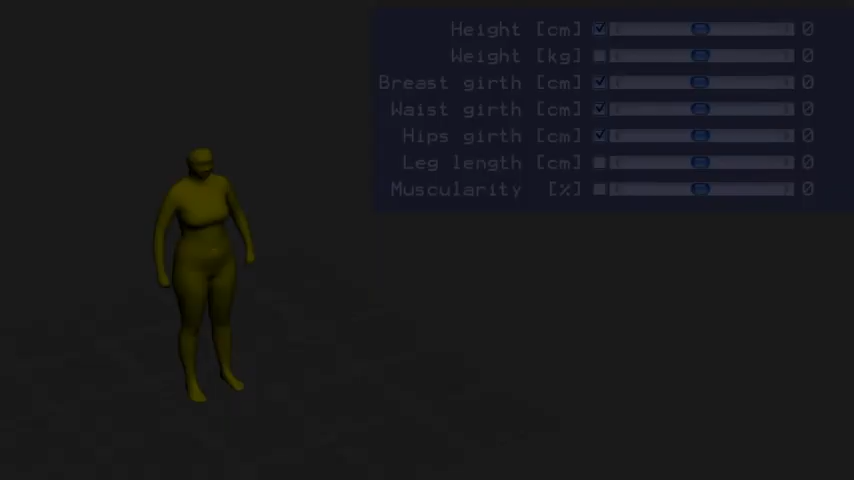 Height [cm] 0
Weight [kg] 0
Breast girth [cm] 0
Waist girth [cm] 0
Hips girth [cm] 0
Leg length [cm] 0
Muscularity [%] 0